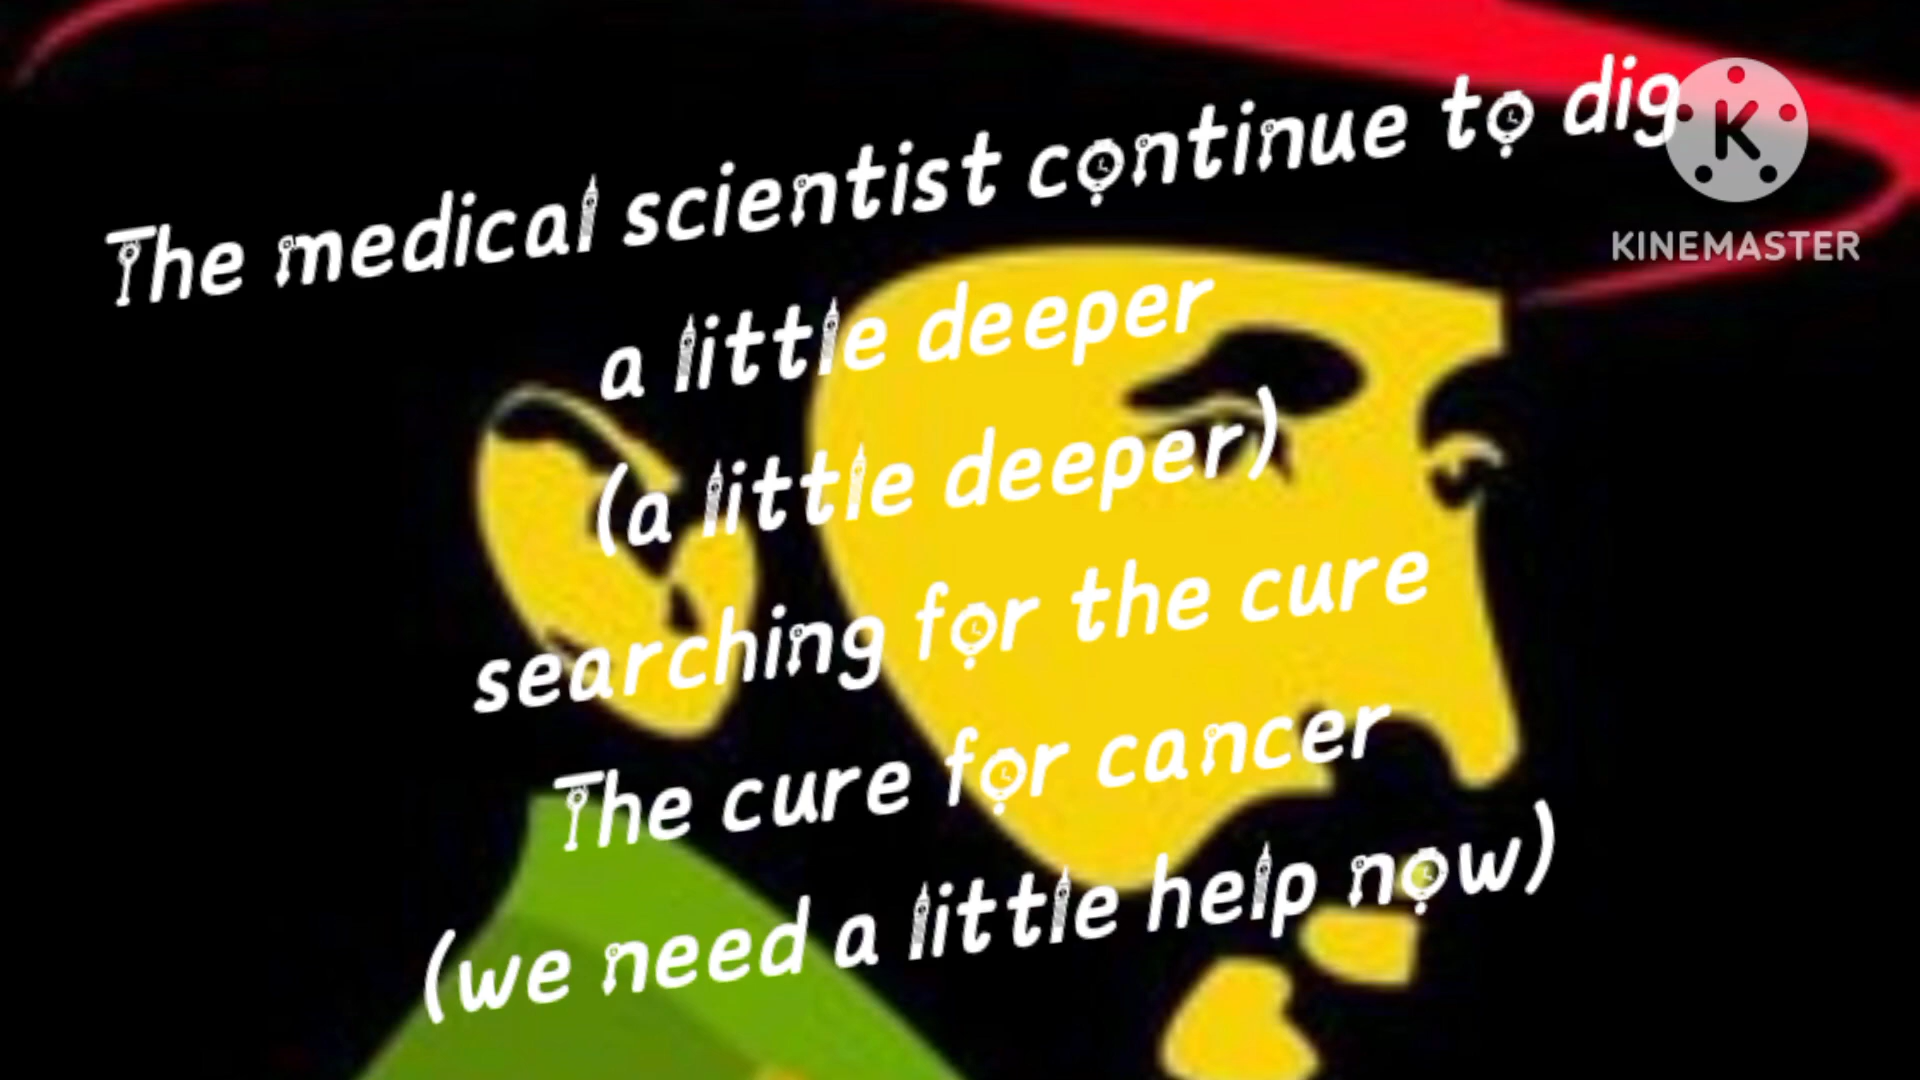 The medical scientist continue to dig
a little deeper
(a little deeper)
searching for the cure
The cure for cancer
(we need a little help now)
K
KINEMASTER